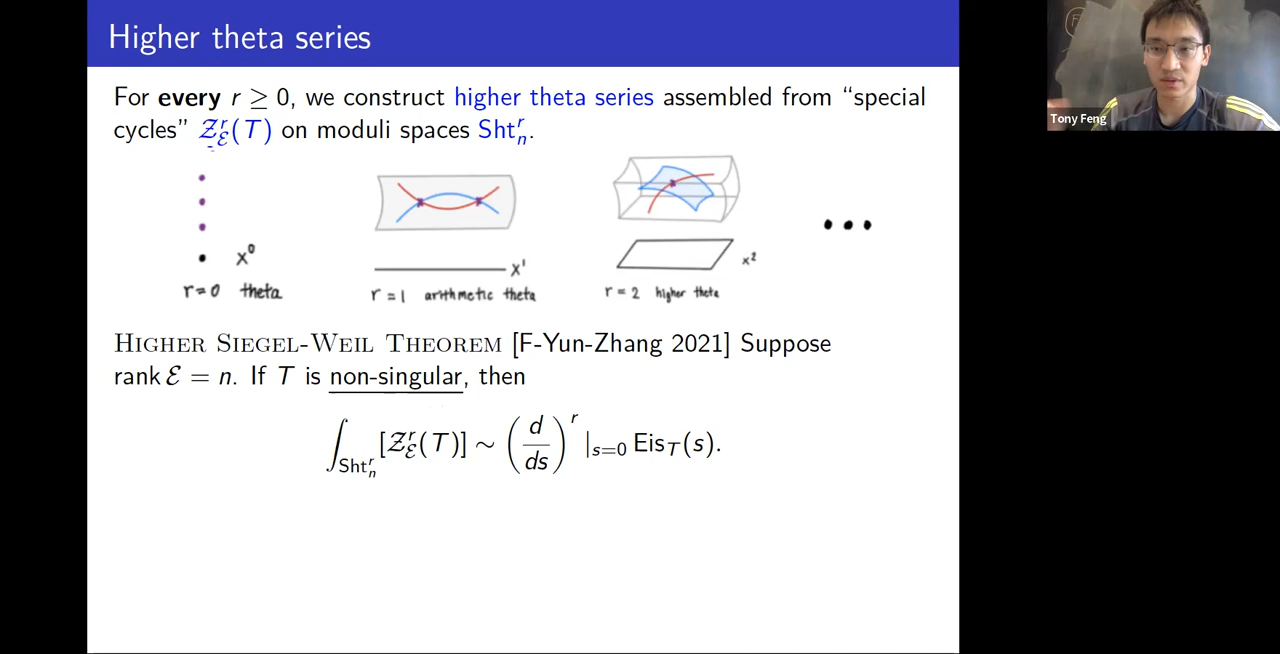 Higher theta series
For every r ≥ 0, we construct higher theta series assembled from “special
cycles” 𝒵ʳ_ℰ(T) on moduli spaces Shtʳₙ.
X⁰
r=0 theta
X¹
r=1 arithmetic theta
X²
r=2 higher theta
HIGHER SIEGEL-WEIL THEOREM [F-Yun-Zhang 2021] Suppose
rank ℰ = n. If T is non-singular, then
∫_{Shtʳₙ} [𝒵ʳ_ℰ(T)] ∼ (d/ds)ʳ |ₛ₌₀ Eis_T(s).
Tony Feng